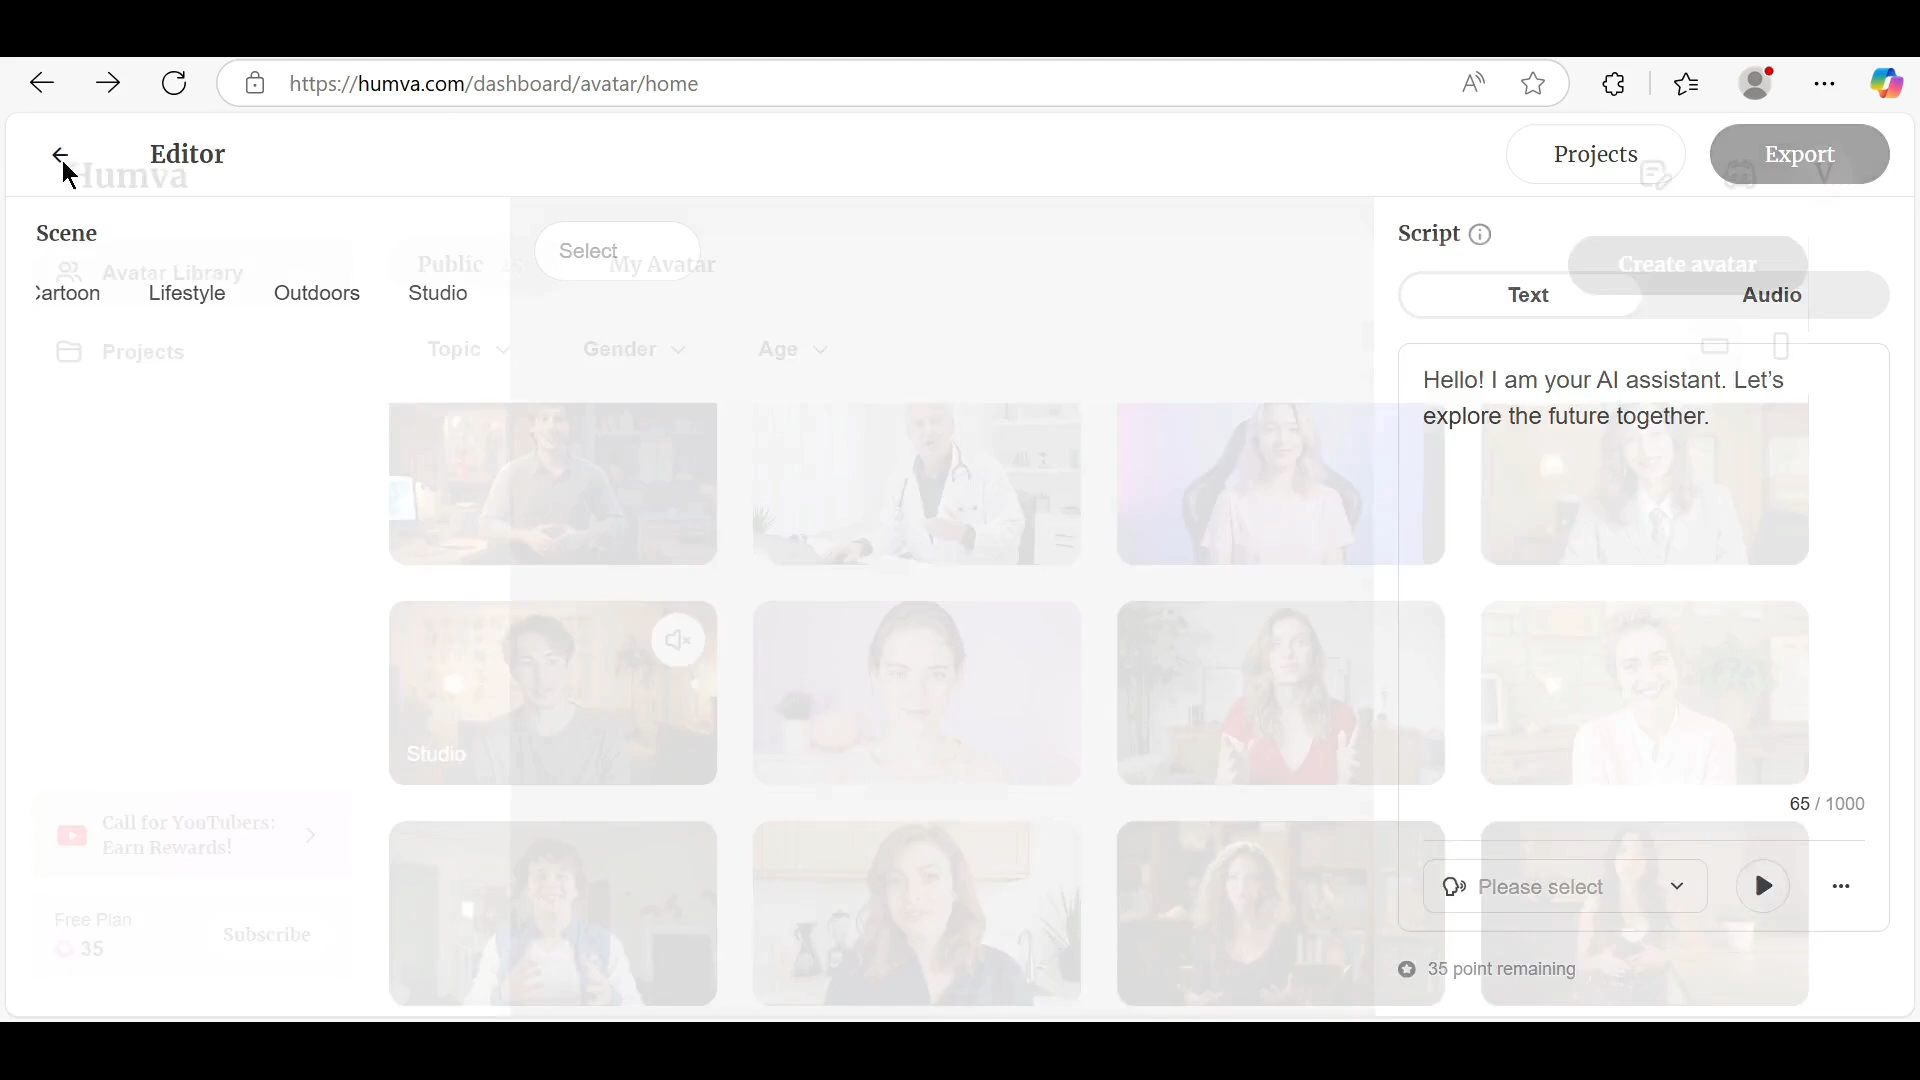 https://humva.com/dashboard/avatar/home
Editor
Humva
Projects
Export
V
Scene
Select
Script
Avatar Library
Public
My Avatar
Create avatar
Cartoon Lifestyle Outdoors Studio
Text
Audio
Projects
Topic
Gender
Age
Hello! I am your AI assistant. Let's
explore the future together.
Studio
65 / 1000
Call for YouTubers:
Earn Rewards!
Please select
Free Plan
35
Subscribe
35 point remaining